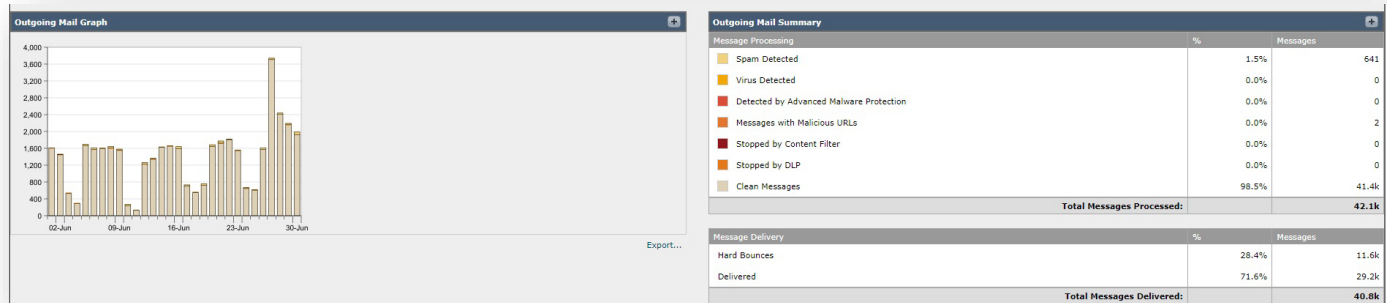 Outgoing Mail Graph
4,000
3,600
3,200
2,800
2,400
2,000
1,600
1,200
800
400
0
02-Jun 09-Jun 16-Jun 23-Jun 30-Jun
Export...
Outgoing Mail Summary
Message Processing % Messages
Spam Detected 1.5% 641
Virus Detected 0.0% 0
Detected by Advanced Malware Protection 0.0% 0
Messages with Malicious URLs 0.0% 2
Stopped by Content Filter 0.0% 0
Stopped by DLP 0.0% 0
Clean Messages 98.5% 41.4k
Total Messages Processed: 42.1k
Message Delivery % Messages
Hard Bounces 28.4% 11.6k
Delivered 71.6% 29.2k
Total Messages Delivered: 40.8k